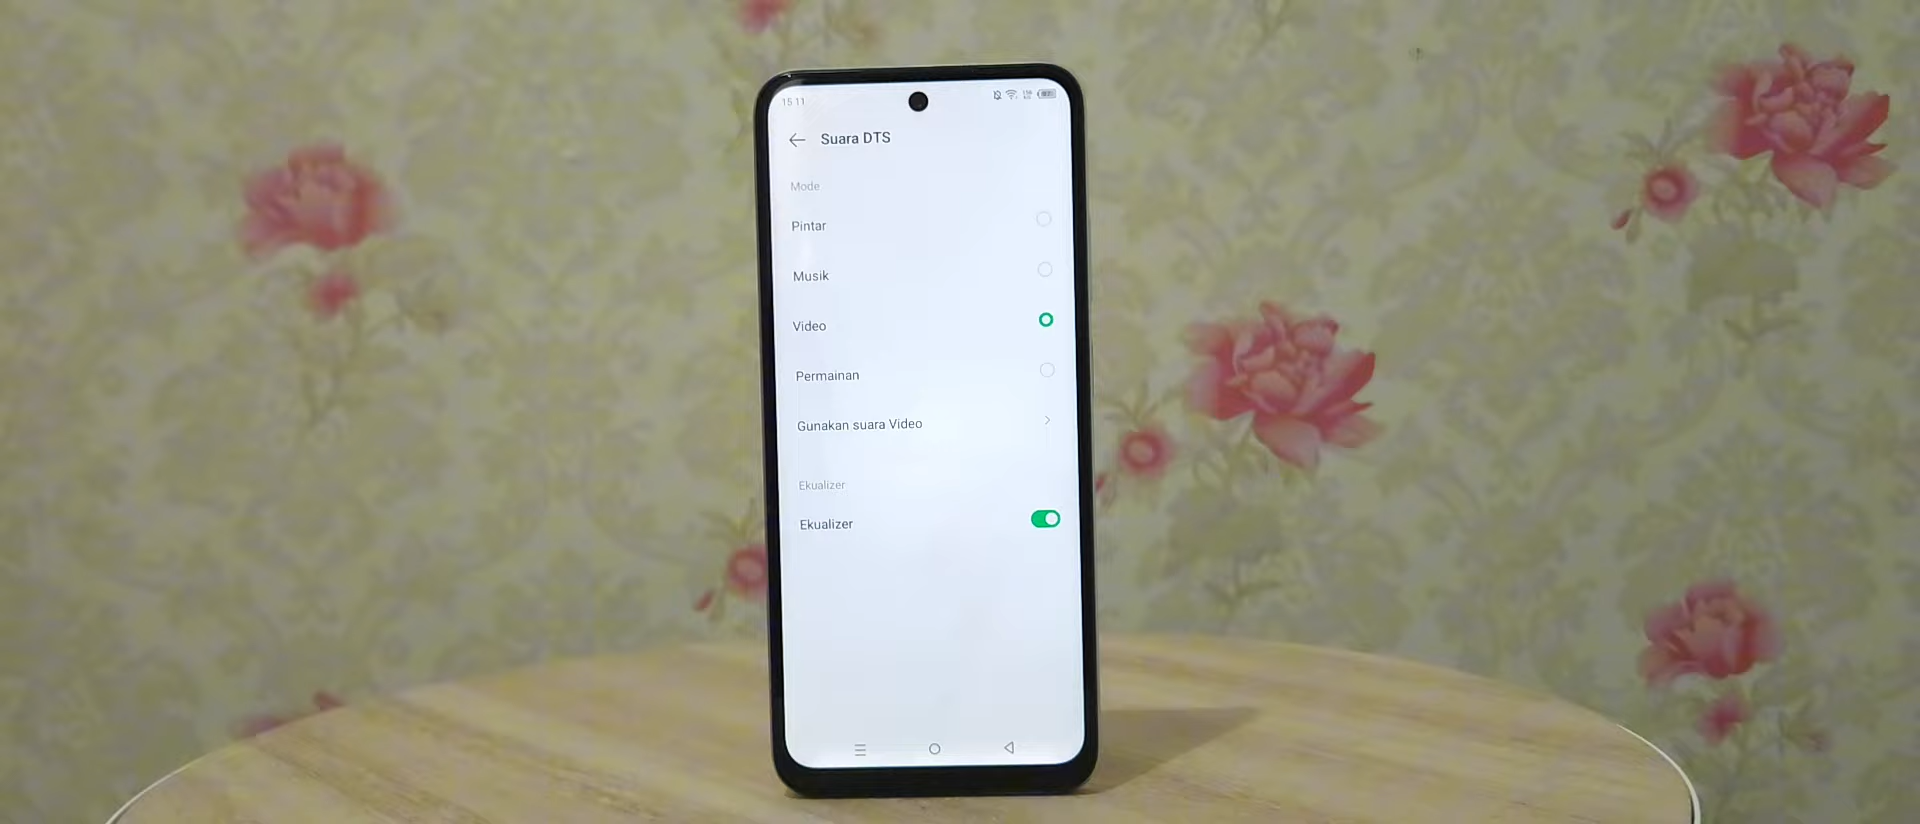 15 11
Suara DTS
Mode
Pintar
Musik
Video
Permainan
Gunakan suara Video
Ekualizer
Ekualizer